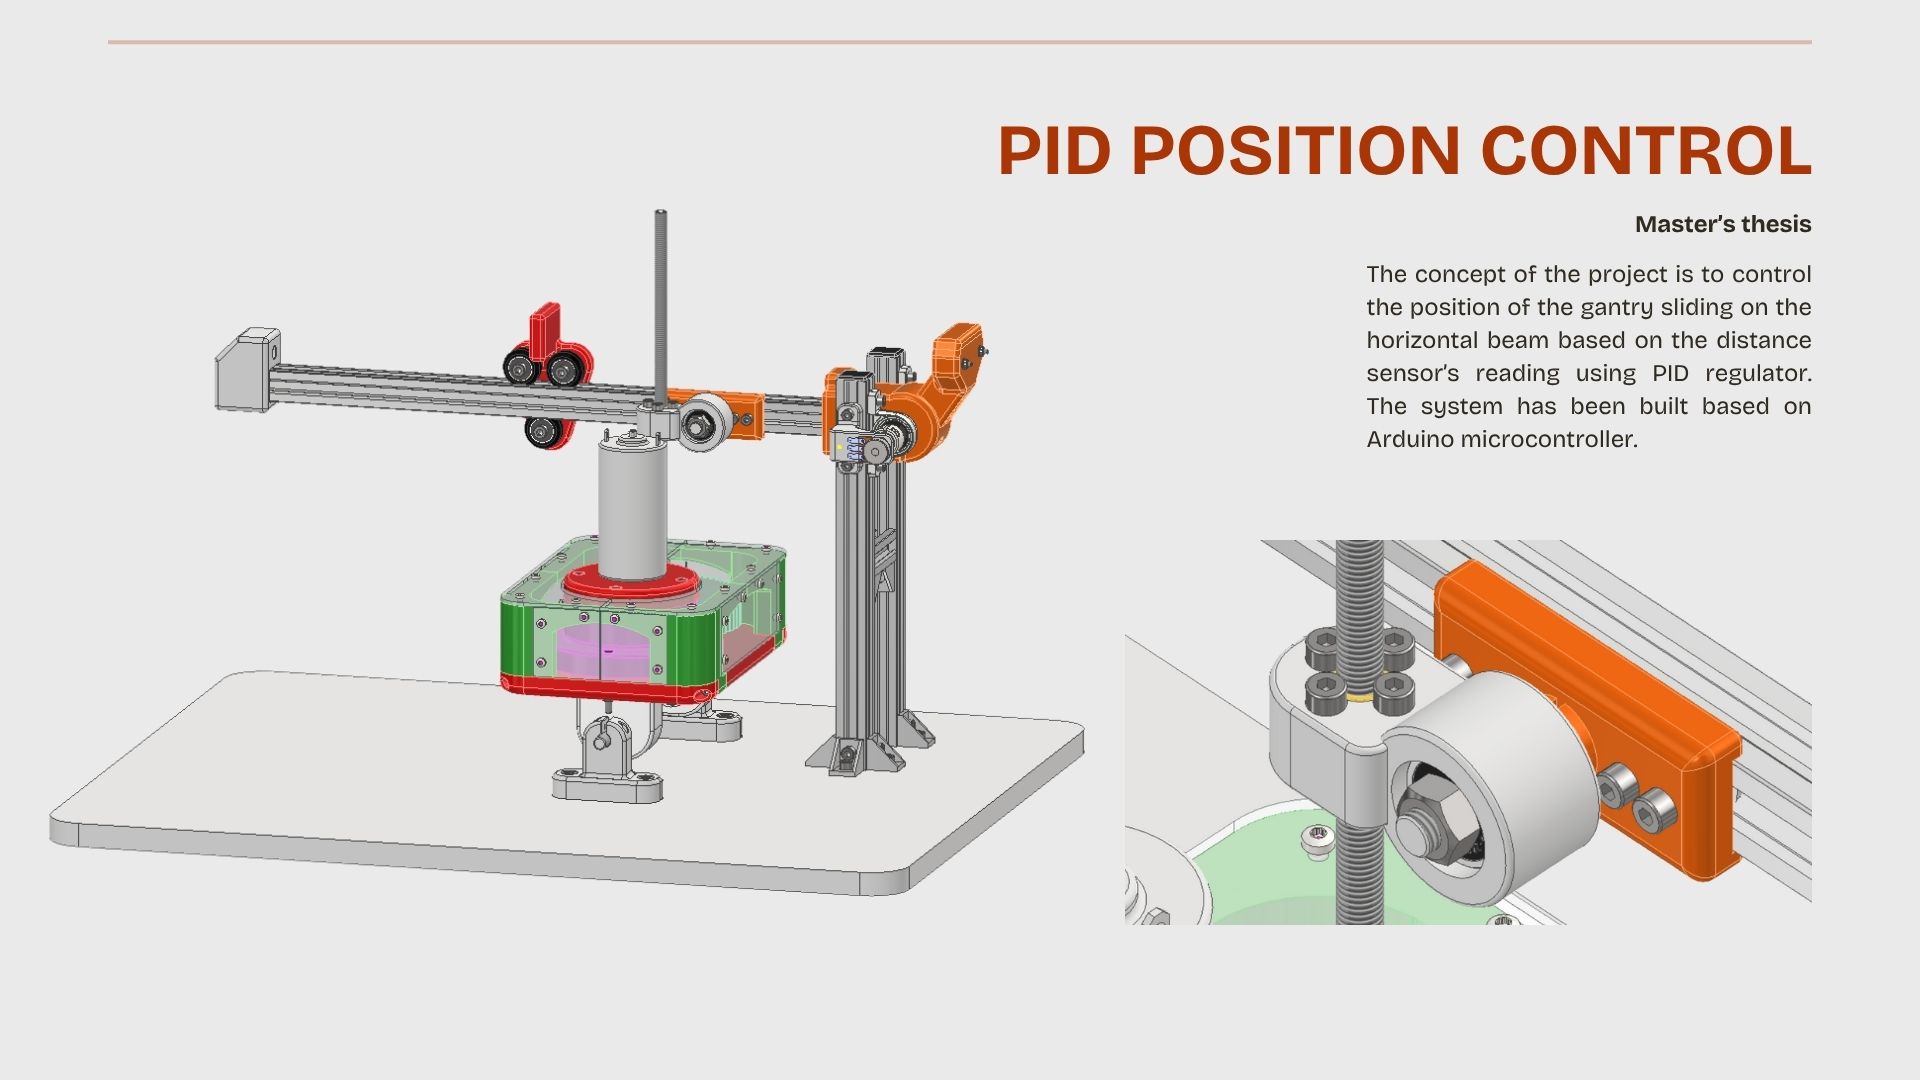 PID POSITION CONTROL
Master's thesis
The concept of the project is to control
the position of the gantry sliding on the
horizontal beam based on the distance
sensor's reading using PID regulator.
The system has been built based on
Arduino microcontroller.